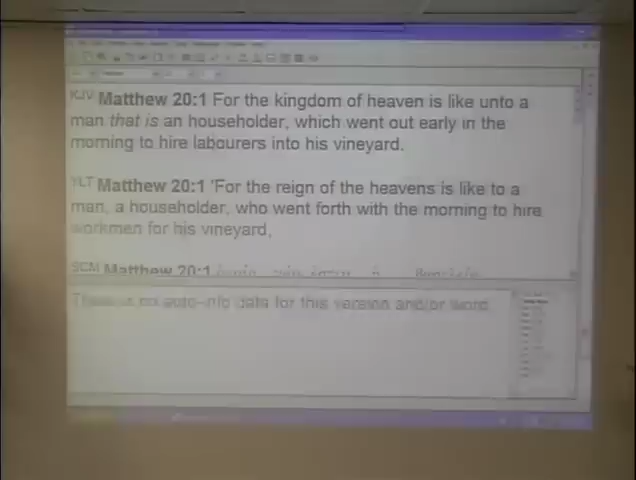 KJV Matthew 20:1 For the kingdom of heaven is like unto a
man that is an householder, which went out early in the
morning to hire labourers into his vineyard.
YLT Matthew 20:1 'For the reign of the heavens is like to a
man, a householder, who went forth with the morning to hire
workmen for his vineyard,
SCM Matthew 20:1
There is no auto-info data for this version and/or word